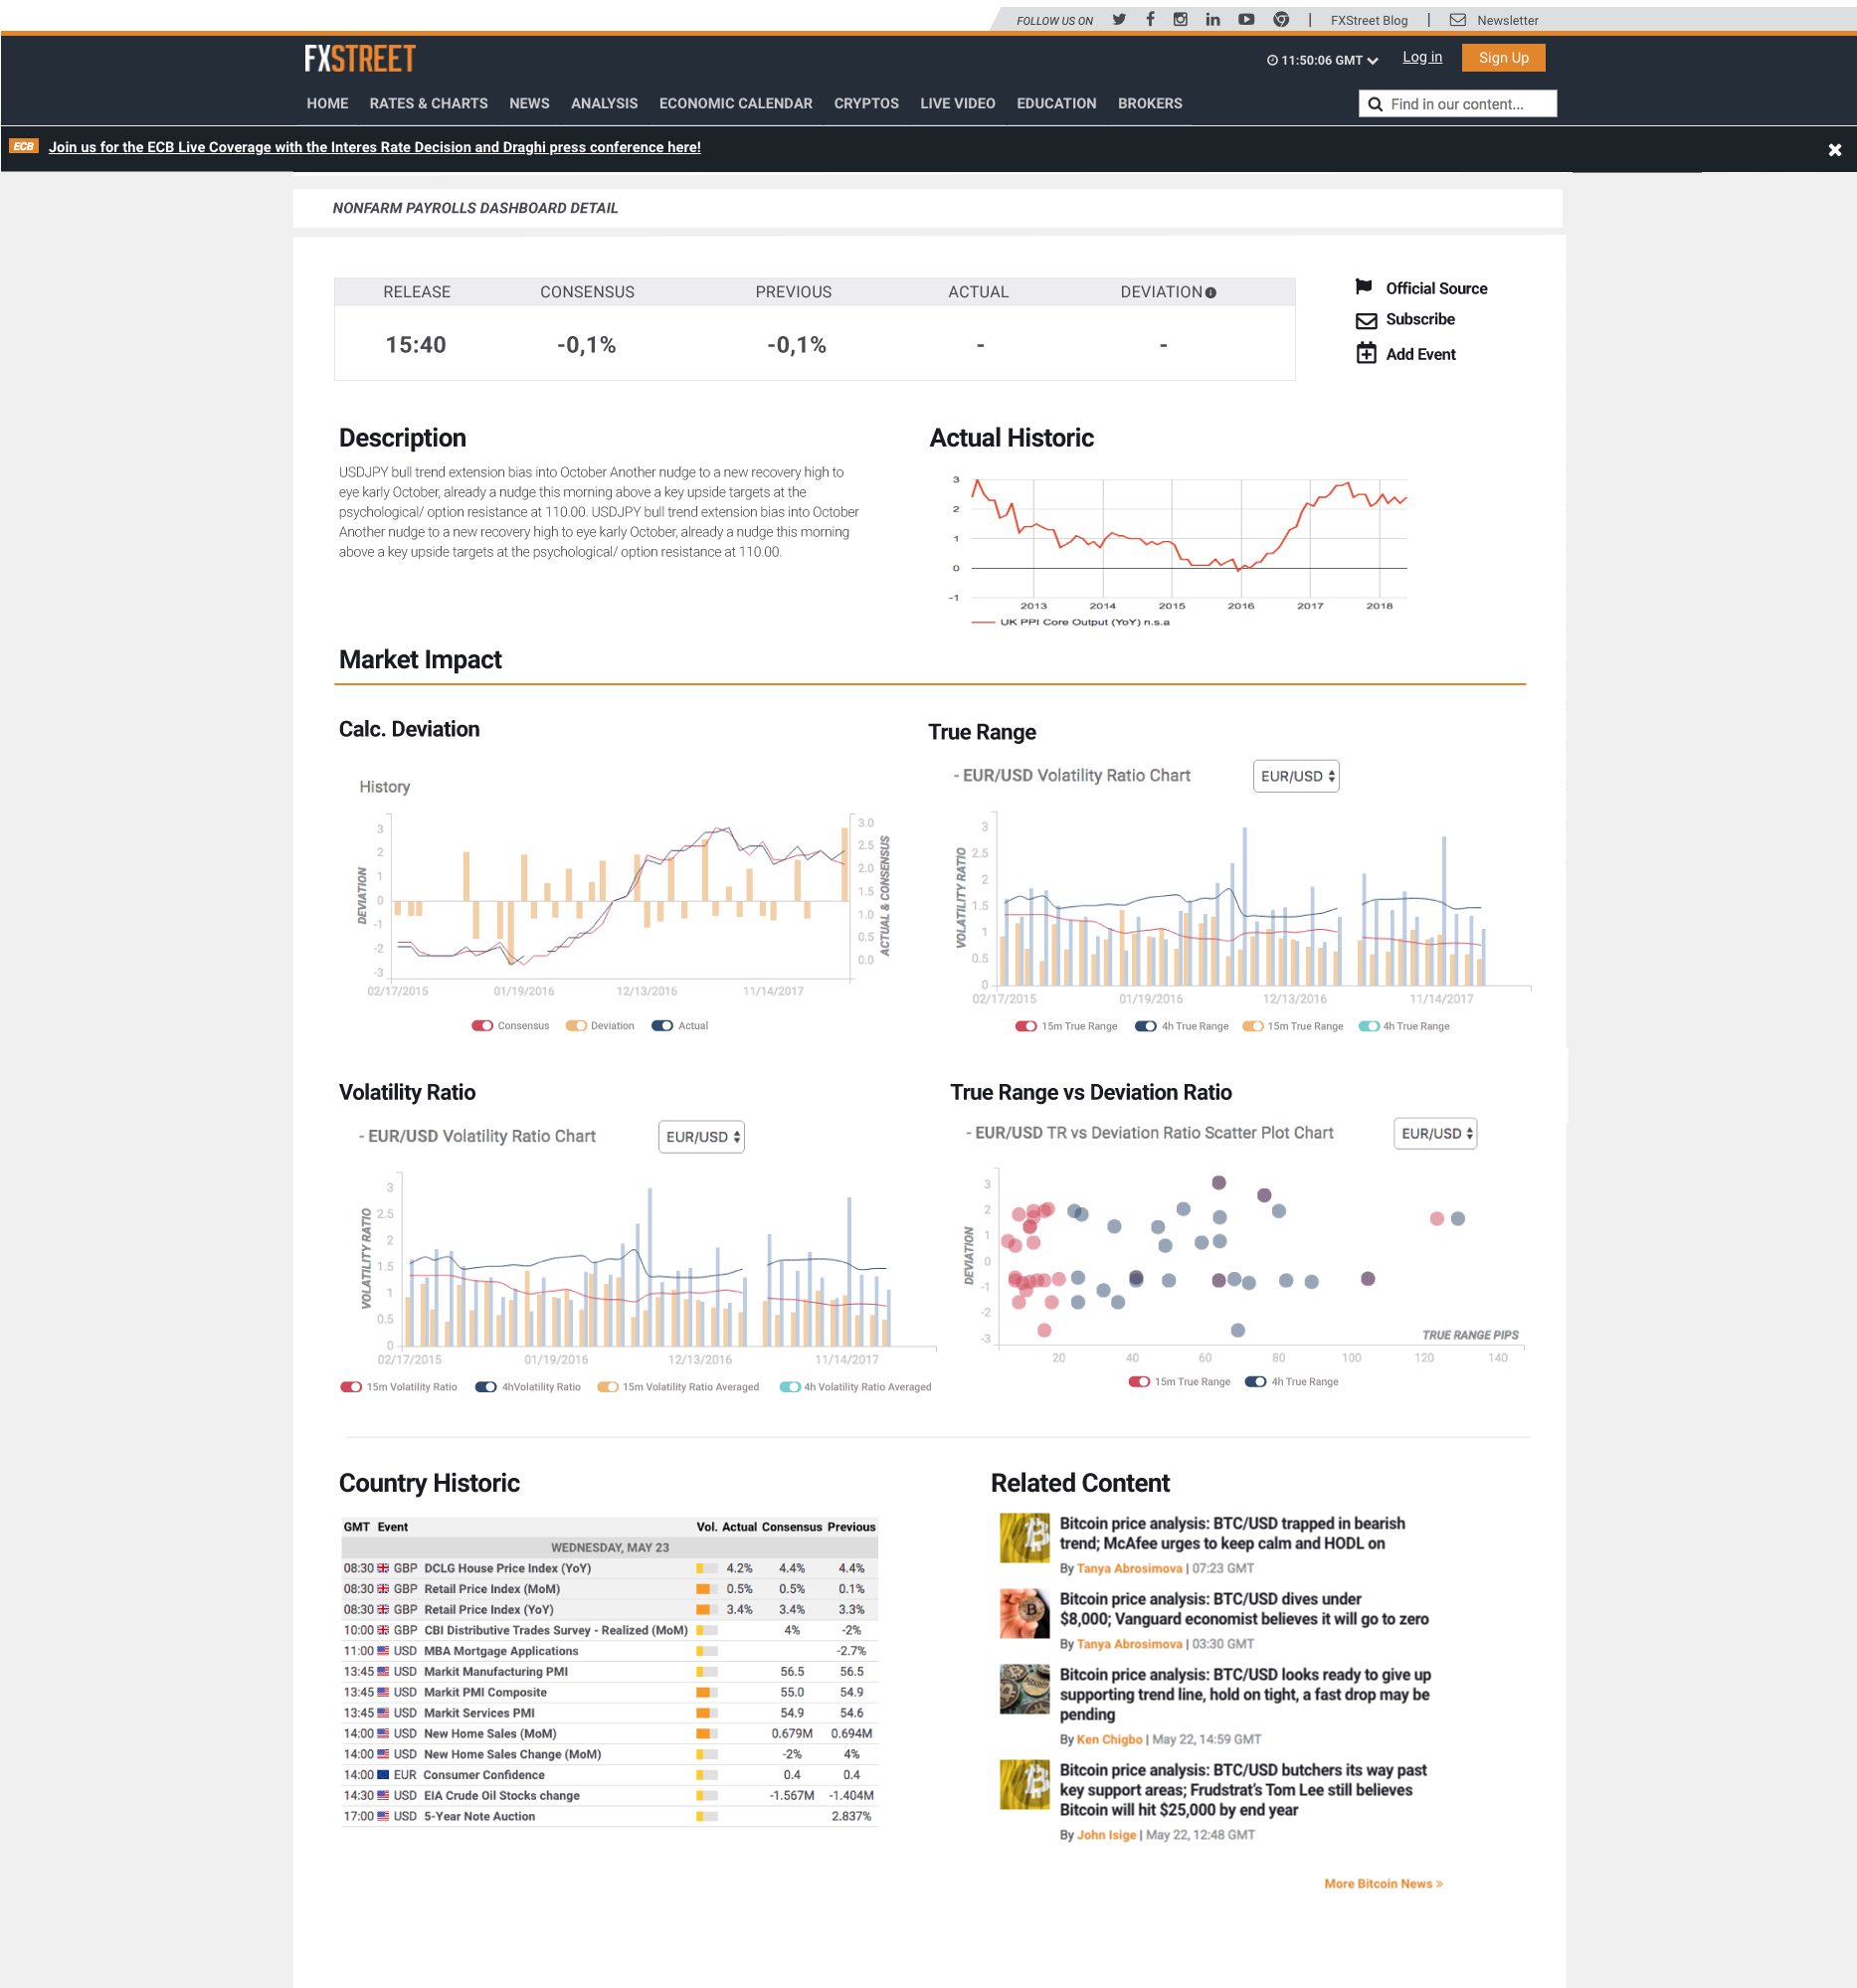 FOLLOW US ON | FXStreet Blog | Newsletter
FXSTREET
11:50:06 GMT Log in Sign Up
HOME RATES & CHARTS NEWS ANALYSIS ECONOMIC CALENDAR CRYPTOS LIVE VIDEO EDUCATION BROKERS
Find in our content...
ECB Join us for the ECB Live Coverage with the Interes Rate Decision and Draghi press conference here!
NONFARM PAYROLLS DASHBOARD DETAIL
RELEASE CONSENSUS PREVIOUS ACTUAL DEVIATION
15:40 -0,1% -0,1% - -
Official Source
Subscribe
Add Event
Description
USDJPY bull trend extension bias into October Another nudge to a new recovery high to
eye karly October, already a nudge this morning above a key upside targets at the
psychological/ option resistance at 110.00. USDJPY bull trend extension bias into October
Another nudge to a new recovery high to eye karly October, already a nudge this morning
above a key upside targets at the psychological/ option resistance at 110.00.
Actual Historic
3
2
1
0
-1
2013 2014 2015 2016 2017 2018
UK PPI Core Output (YoY) n.s.a
Market Impact
Calc. Deviation
History
DEVIATION
3
2
1
0
-1
-2
-3
3.0
2.5
2.0
1.5
1.0
0.5
0.0
ACTUAL & CONSENSUS
02/17/2015 01/19/2016 12/13/2016 11/14/2017
Consensus Deviation Actual
True Range
- EUR/USD Volatility Ratio Chart EUR/USD
VOLATILITY RATIO
3
2.5
2
1.5
1
0.5
0
02/17/2015 01/19/2016 12/13/2016 11/14/2017
15m True Range 4h True Range 15m True Range 4h True Range
Volatility Ratio
- EUR/USD Volatility Ratio Chart EUR/USD
VOLATILITY RATIO
3
2.5
2
1.5
1
0.5
0
02/17/2015 01/19/2016 12/13/2016 11/14/2017
15m Volatility Ratio 4hVolatility Ratio 15m Volatility Ratio Averaged 4h Volatility Ratio Averaged
True Range vs Deviation Ratio
- EUR/USD TR vs Deviation Ratio Scatter Plot Chart EUR/USD
DEVIATION
3
2
1
0
-1
-2
-3
TRUE RANGE PIPS
20 40 60 80 100 120 140
15m True Range 4h True Range
Country Historic
GMT Event Vol. Actual Consensus Previous
WEDNESDAY, MAY 23
08:30 GBP DCLG House Price Index (YoY) 4.2% 4.4% 4.4%
08:30 GBP Retail Price Index (MoM) 0.5% 0.5% 0.1%
08:30 GBP Retail Price Index (YoY) 3.4% 3.4% 3.3%
10:00 GBP CBI Distributive Trades Survey - Realized (MoM) 4% -2%
11:00 USD MBA Mortgage Applications -2.7%
13:45 USD Markit Manufacturing PMI 56.5 56.5
13:45 USD Markit PMI Composite 55.0 54.9
13:45 USD Markit Services PMI 54.9 54.6
14:00 USD New Home Sales (MoM) 0.679M 0.694M
14:00 USD New Home Sales Change (MoM) -2% 4%
14:00 EUR Consumer Confidence 0.4 0.4
14:30 USD EIA Crude Oil Stocks change -1.567M -1.404M
17:00 USD 5-Year Note Auction 2.837%
Related Content
Bitcoin price analysis: BTC/USD trapped in bearish
trend; McAfee urges to keep calm and HODL on
By Tanya Abrosimova | 07:23 GMT
Bitcoin price analysis: BTC/USD dives under
$8,000; Vanguard economist believes it will go to zero
By Tanya Abrosimova | 03:30 GMT
Bitcoin price analysis: BTC/USD looks ready to give up
supporting trend line, hold on tight, a fast drop may be
pending
By Ken Chigbo | May 22, 14:59 GMT
Bitcoin price analysis: BTC/USD butchers its way past
key support areas; Frudstrat's Tom Lee still believes
Bitcoin will hit $25,000 by end year
By John Isige | May 22, 12:48 GMT
More Bitcoin News »